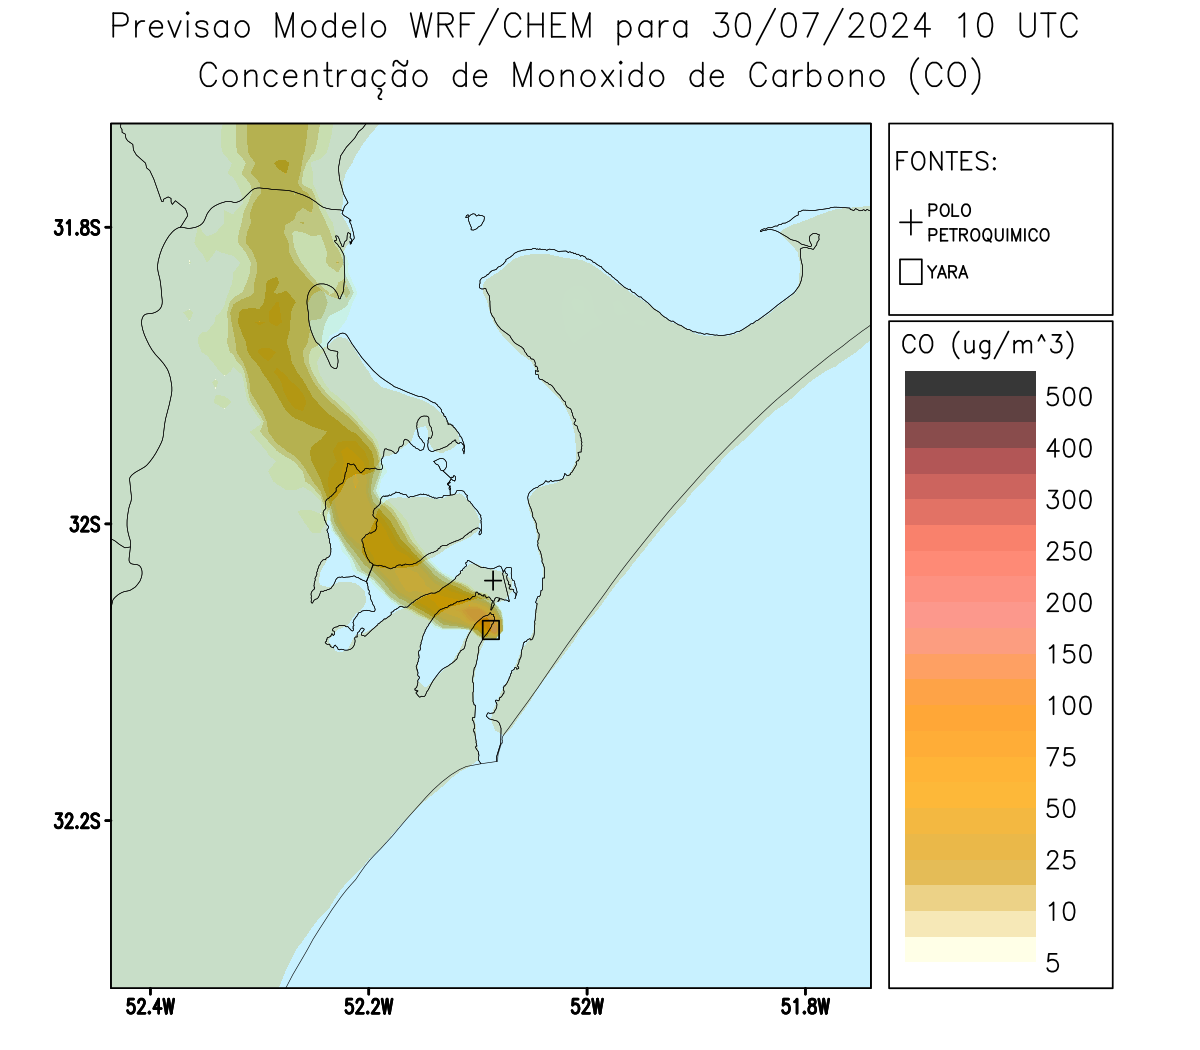 Previsao Modelo WRF/CHEM para 30/07/2024 10 UTC
Concentração de Monoxido de Carbono (CO)
FONTES:
POLO
PETROQUIMICO
YARA
CO (ug/m^3)
500
400
300
250
200
150
100
75
50
25
10
5
31.8S
32S
32.2S
52.4W
52.2W
52W
51.8W